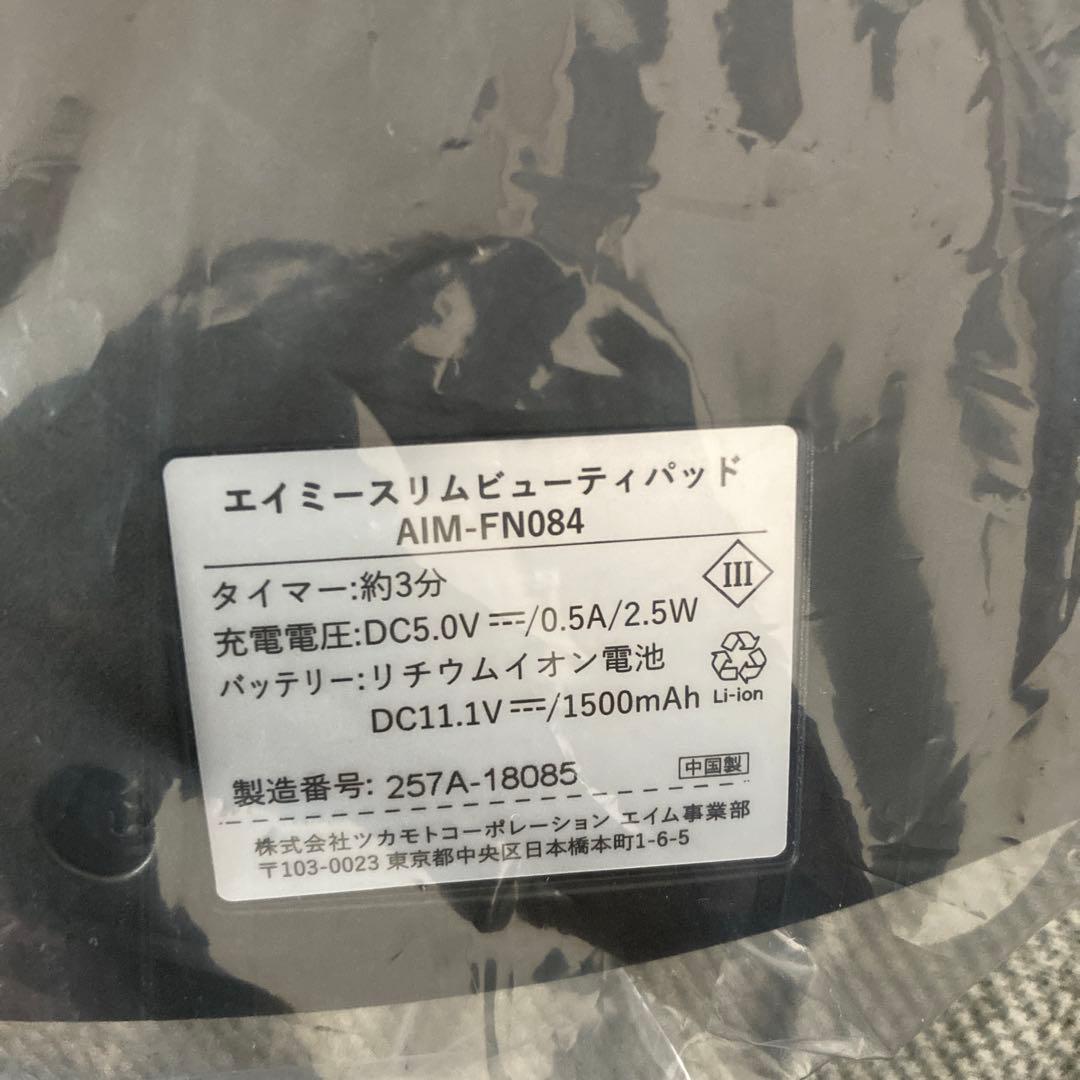 エイミースリムビューティパッド
AIM-FN084
タイマー:約3分
III
充電電圧:DC5.0V ⎓/0.5A/2.5W
バッテリー:リチウムイオン電池
DC11.1V ⎓/1500mAh
Li-ion
製造番号: 257A-18085
中国製
株式会社ツカモトコーポレーション エイム事業部
〒103-0023 東京都中央区日本橋本町1-6-5